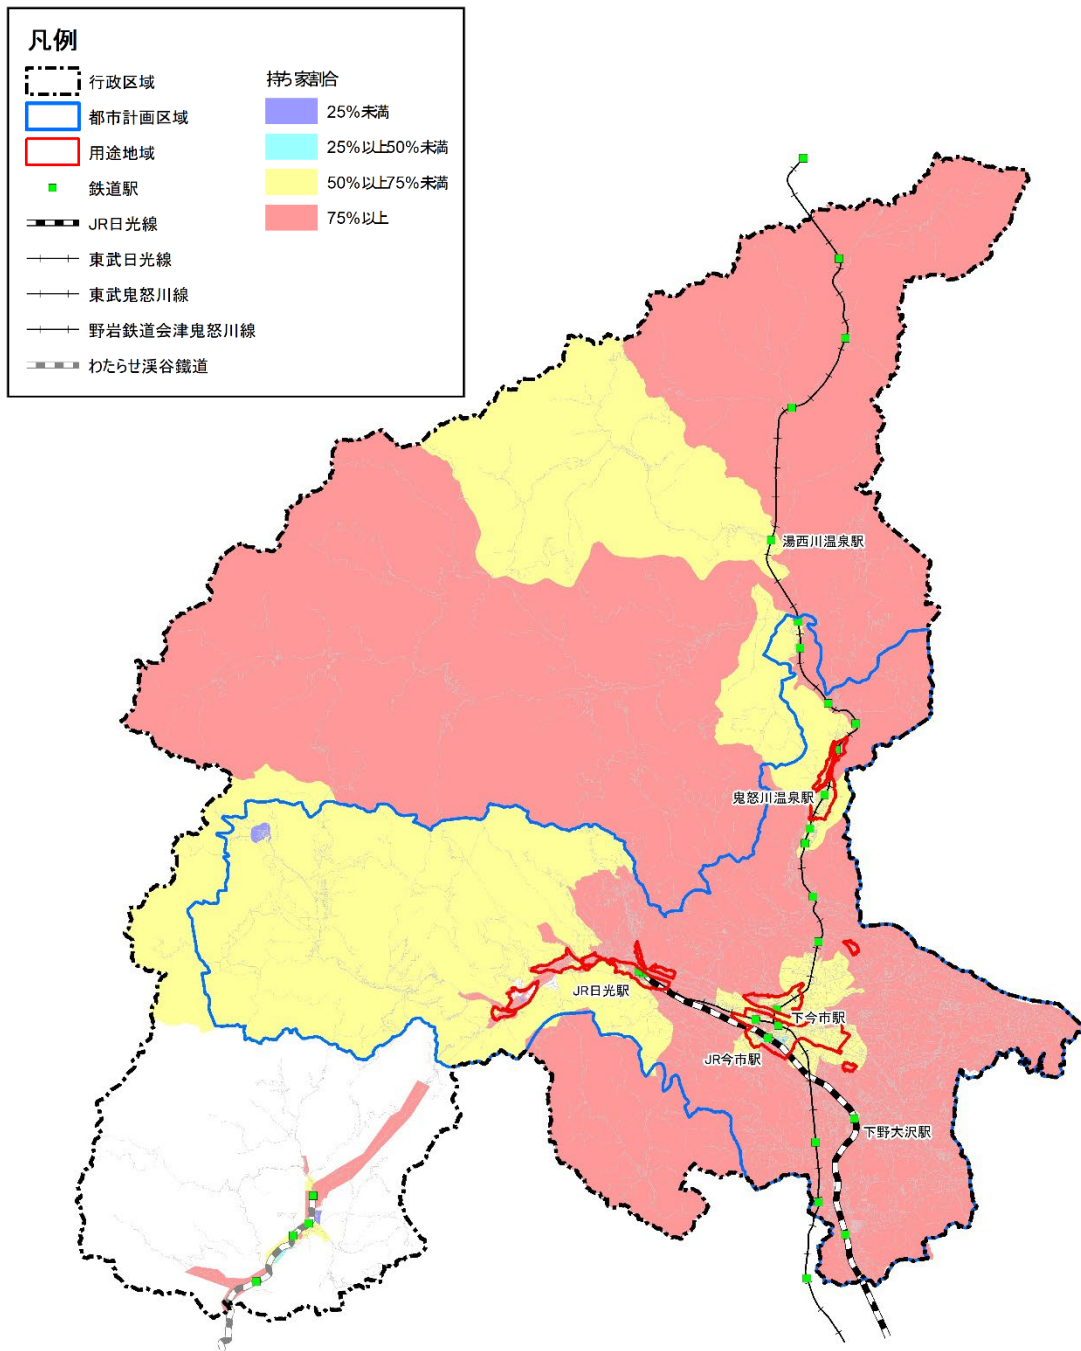 凡例
行政区域
都市計画区域
用途地域
鉄道駅
JR日光線
東武日光線
東武鬼怒川線
野岩鉄道会津鬼怒川線
わたらせ渓谷鐵道
持ち家割合
25%未満
25%以上50%未満
50%以上75%未満
75%以上
湯西川温泉駅
鬼怒川温泉駅
JR日光駅
下今市駅
JR今市駅
下野大沢駅